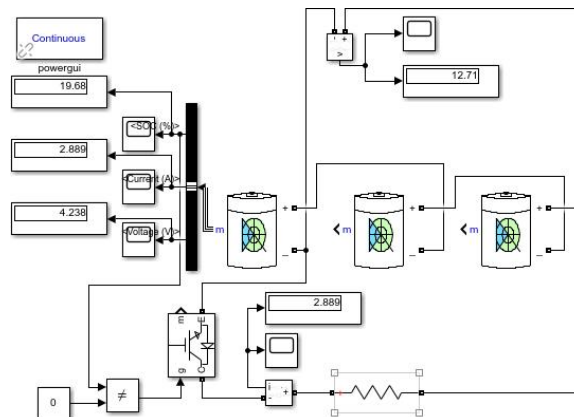 Continuous
powergui
19.68
<SOC (%)>
2.889
<Current (A)>
4.238
<Voltage (V)>
- +
v
12.71
m
+
_
m
+
_
m
+
_
2.889
m
E
g
C
0
≠
i
+
-
+